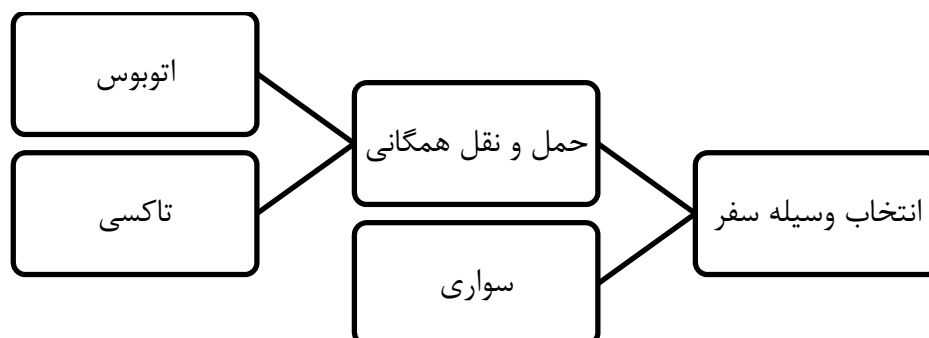 انتخاب وسیله سفر
حمل و نقل همگانی
سواری
اتوبوس
تاکسی